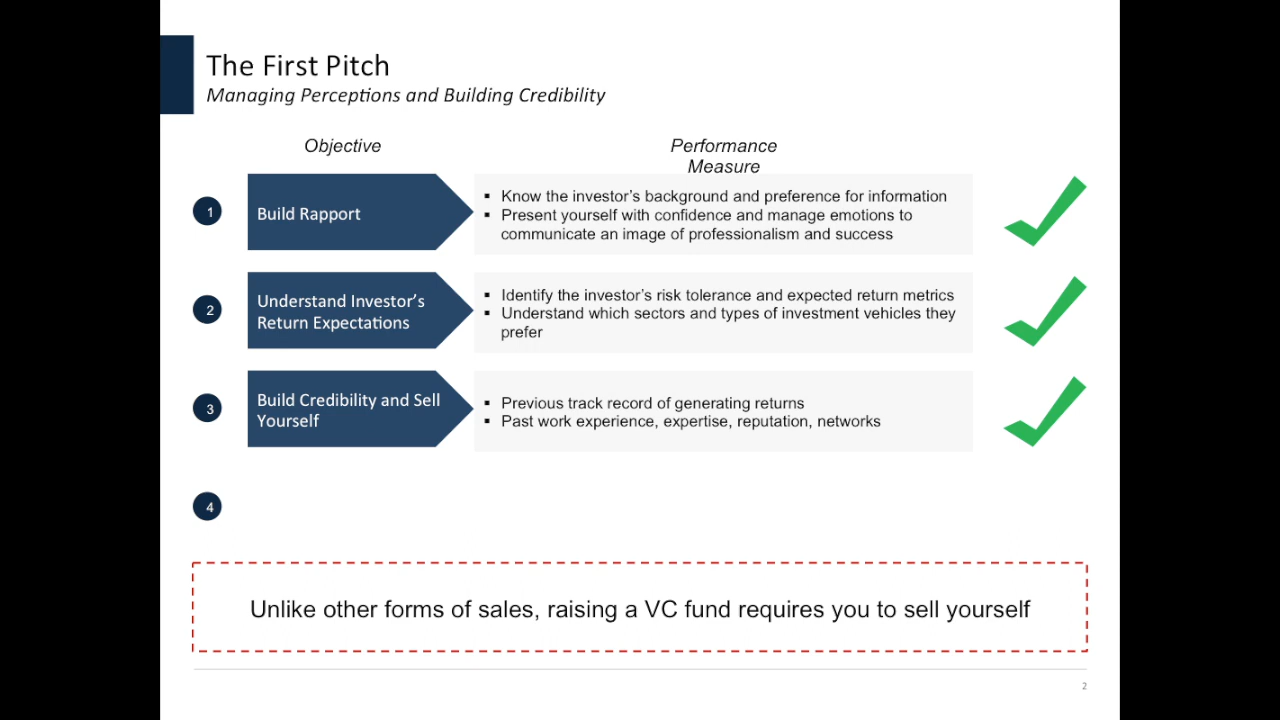 The First Pitch
Managing Perceptions and Building Credibility
Objective
Performance
Measure
1
Build Rapport
▪ Know the investor’s background and preference for information
▪ Present yourself with confidence and manage emotions to
communicate an image of professionalism and success
2
Understand Investor’s
Return Expectations
▪ Identify the investor’s risk tolerance and expected return metrics
▪ Understand which sectors and types of investment vehicles they
prefer
3
Build Credibility and Sell
Yourself
▪ Previous track record of generating returns
▪ Past work experience, expertise, reputation, networks
4
Unlike other forms of sales, raising a VC fund requires you to sell yourself
2